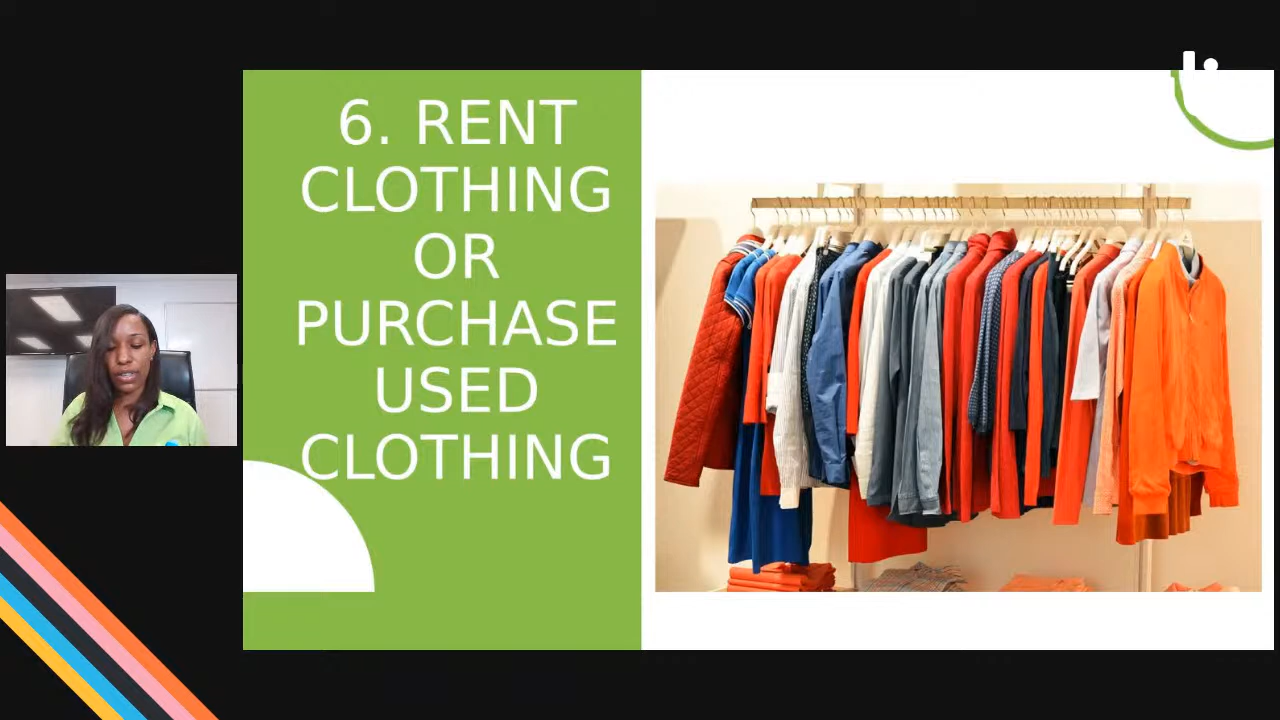 6. RENT
CLOTHING
OR
PURCHASE
USED
CLOTHING